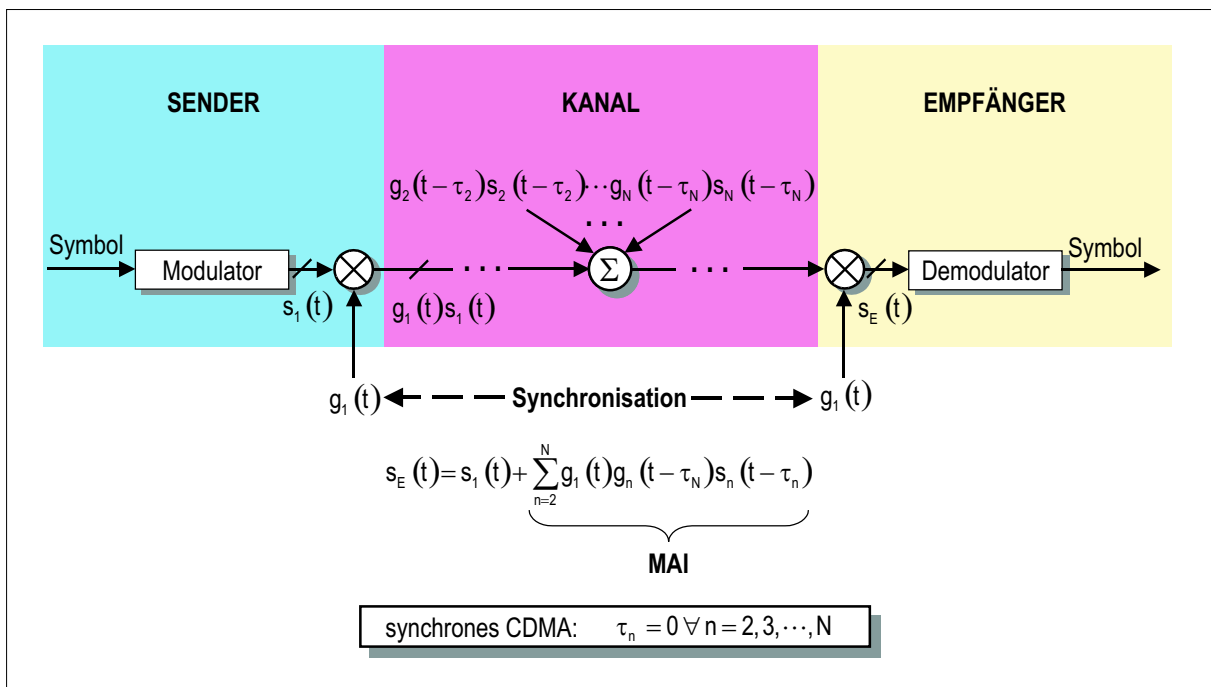 SENDER
KANAL
EMPFÄNGER
g₂(t−τ₂)s₂(t−τ₂)⋯g_N(t−τ_N)s_N(t−τ_N)
⋯
Symbol
Modulator
s₁(t)
g₁(t)s₁(t)
⋯
Σ
⋯
s_E(t)
Demodulator
Symbol
g₁(t)
Synchronisation
g₁(t)
s_E(t)=s₁(t)+∑_{n=2}^{N}g₁(t)g_n(t−τ_N)s_n(t−τ_n)
MAI
synchrones CDMA: τ_n=0∀n=2,3,⋯,N